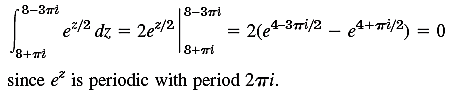 ∫_{8+πi}^{8−3πi} e^{z/2} dz = 2e^{z/2} |_{8+πi}^{8−3πi} = 2(e^{4−3πi/2} − e^{4+πi/2}) = 0
since e^z is periodic with period 2πi.